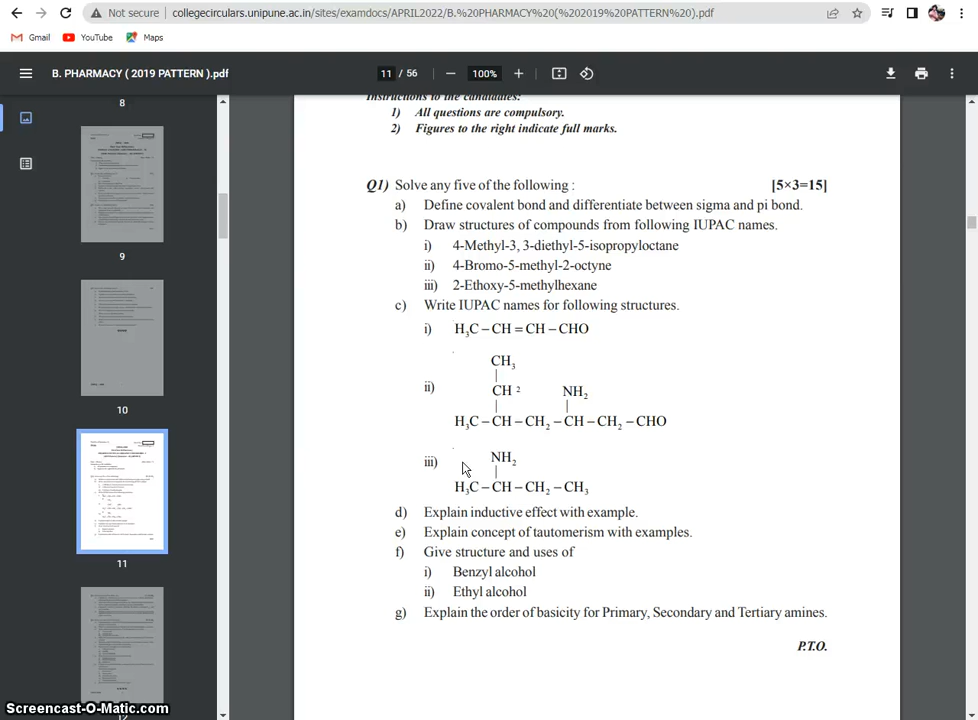 Not secure | collegecirculars.unipune.ac.in/sites/examdocs/APRIL2022/B.%20PHARMACY%20(%202019%20PATTERN%20).pdf
Gmail YouTube Maps
B. PHARMACY ( 2019 PATTERN ).pdf 11 / 56 — 100% +
8
9
10
11
12
Instructions to the candidates:
1) All questions are compulsory.
2) Figures to the right indicate full marks.
Q1) Solve any five of the following : [5×3=15]
a) Define covalent bond and differentiate between sigma and pi bond.
b) Draw structures of compounds from following IUPAC names.
i) 4-Methyl-3, 3-diethyl-5-isopropyloctane
ii) 4-Bromo-5-methyl-2-octyne
iii) 2-Ethoxy-5-methylhexane
c) Write IUPAC names for following structures.
i) H₃C – CH = CH – CHO
CH₃
|
ii) CH ² NH₂
| |
H₃C – CH – CH₂ – CH – CH₂ – CHO
iii) NH₂
|
H₃C – CH – CH₂ – CH₃
d) Explain inductive effect with example.
e) Explain concept of tautomerism with examples.
f) Give structure and uses of
i) Benzyl alcohol
ii) Ethyl alcohol
g) Explain the order of basicity for Primary, Secondary and Tertiary amines.
P.T.O.
Screencast-O-Matic.com